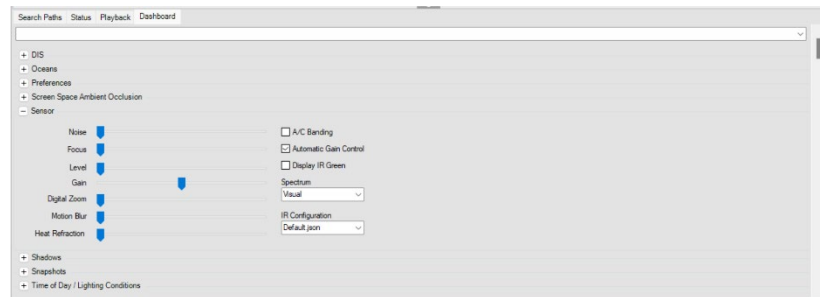 Search Paths Status Playback Dashboard
DIS
Oceans
Preferences
Screen Space Ambient Occlusion
Sensor
Noise
Focus
Level
Gain
Digital Zoom
Motion Blur
Heat Refraction
A/C Banding
Automatic Gain Control
Display IR Green
Spectrum
Visual
IR Configuration
Default.json
Shadows
Snapshots
Time of Day / Lighting Conditions